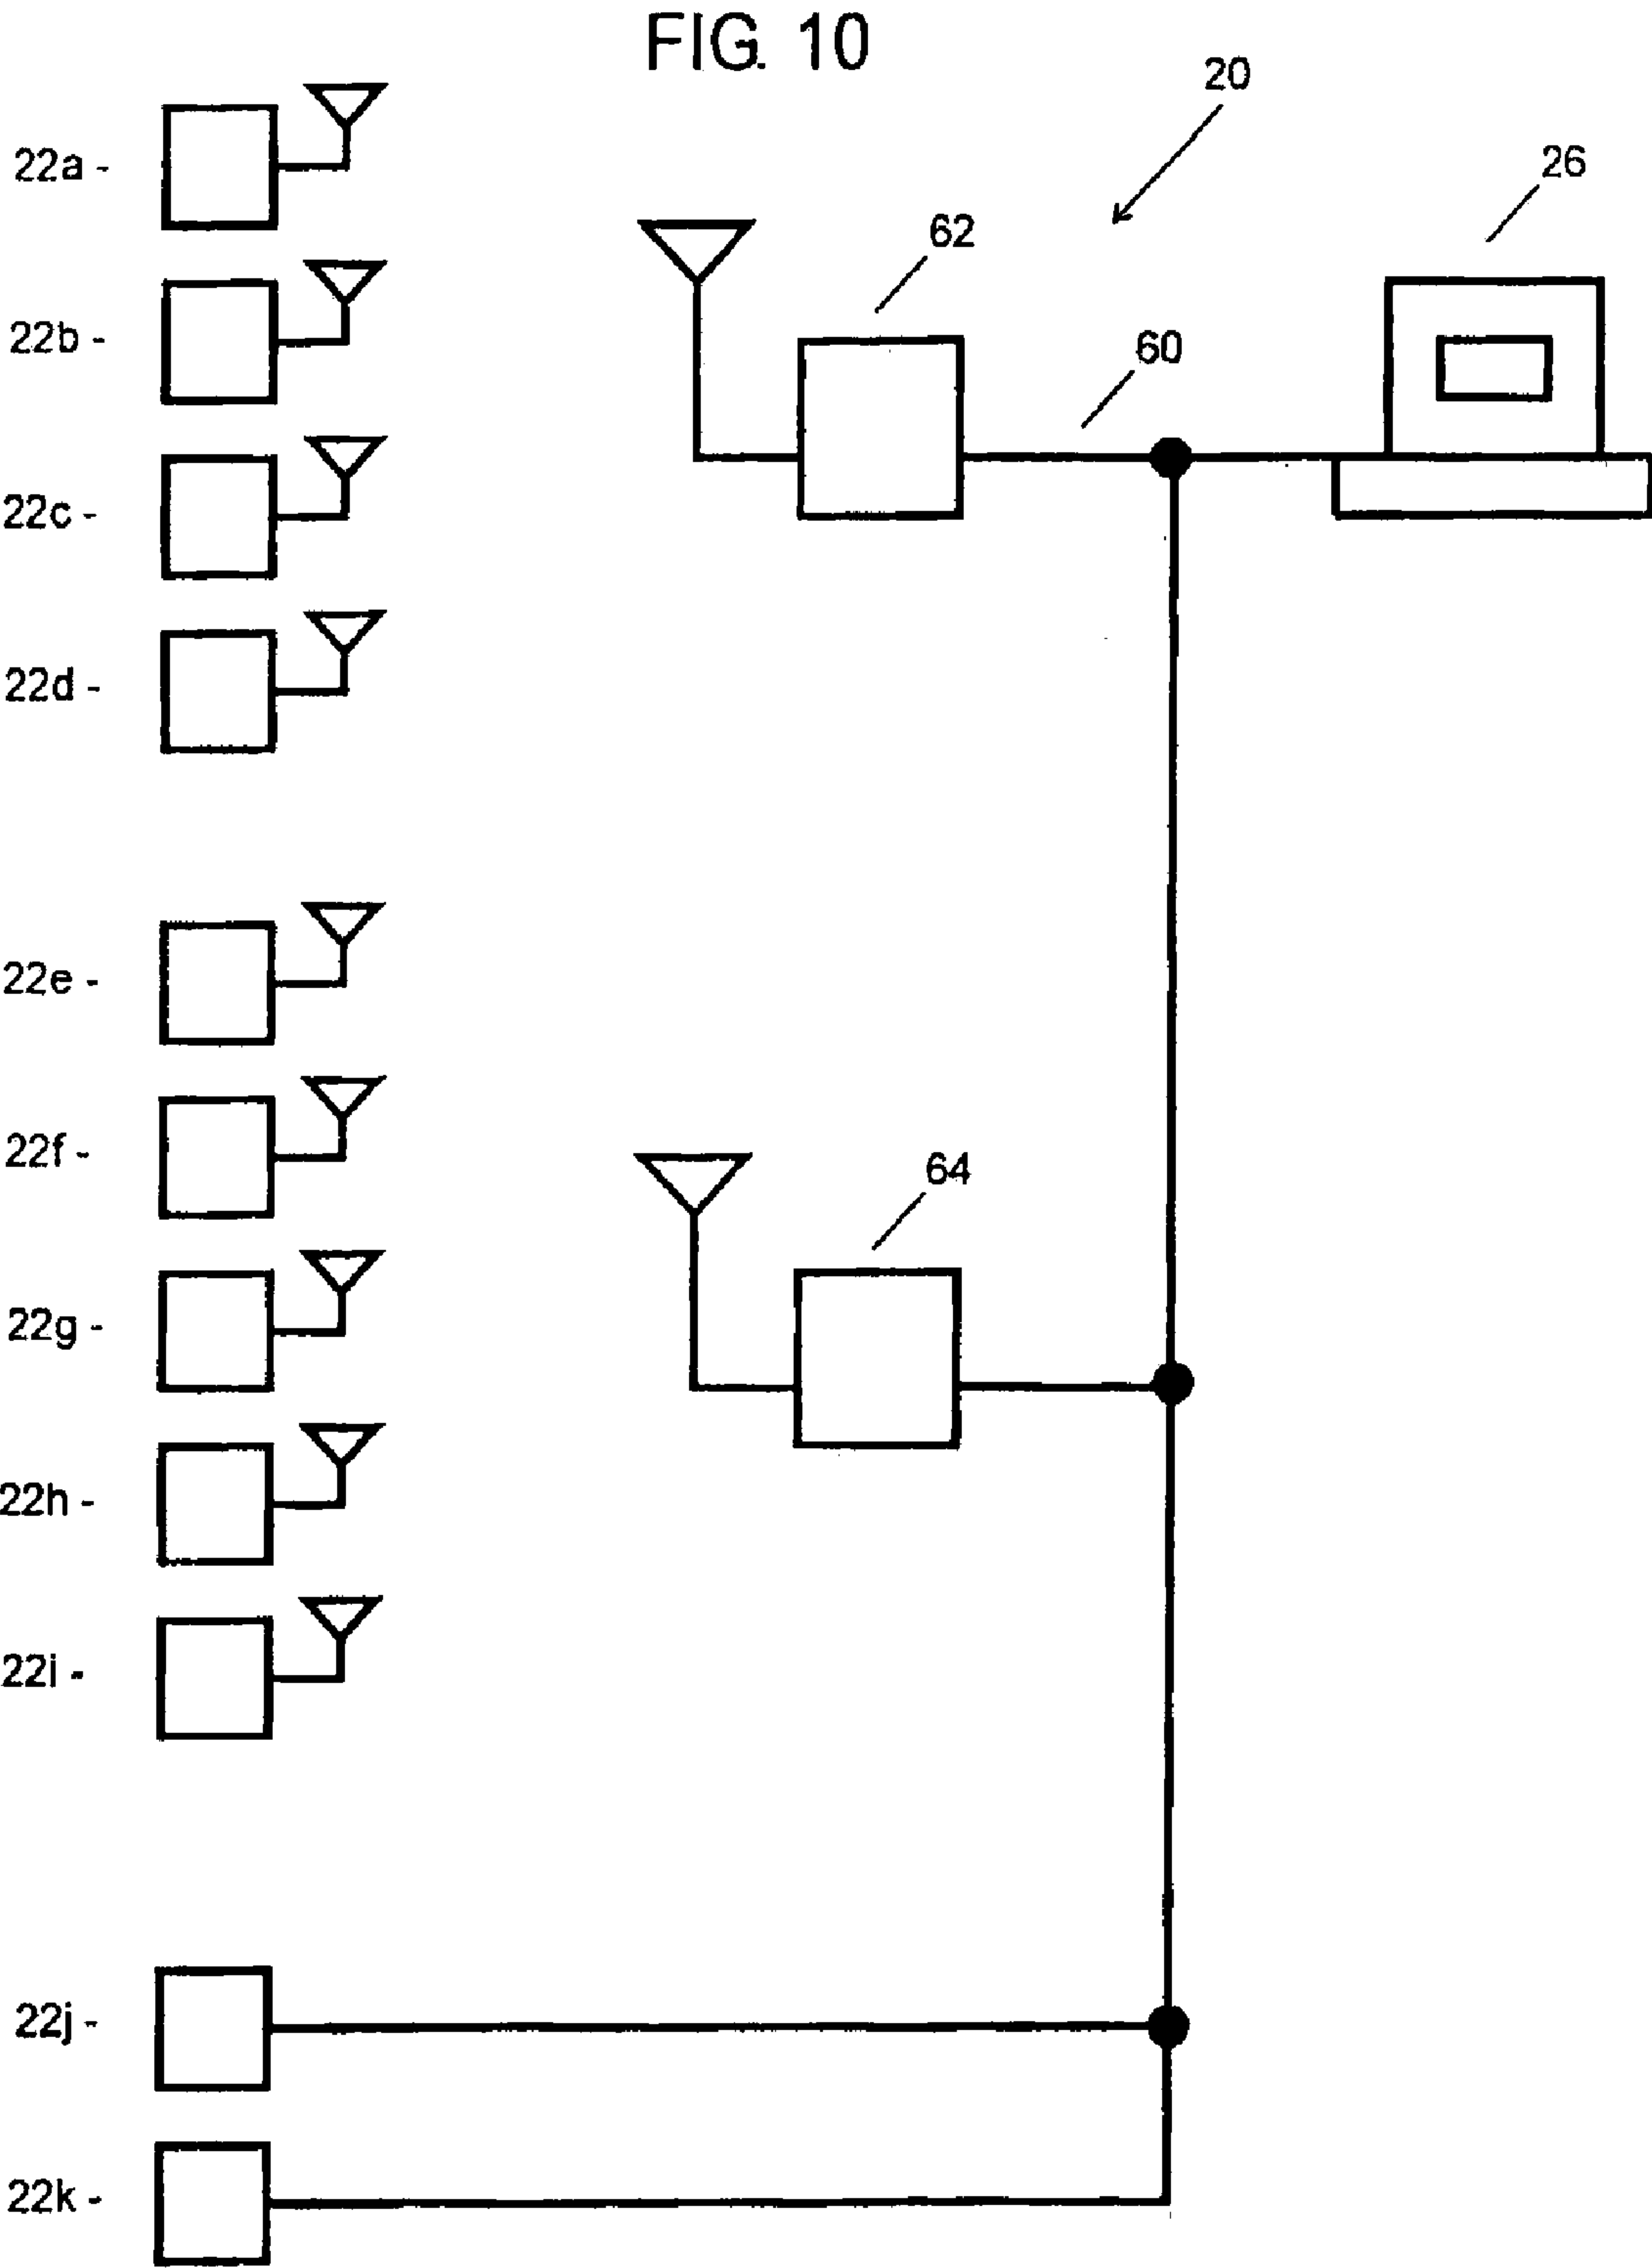 FIG. 10
20
22a -
26
62
22b -
60
22c -
22d -
22e -
22f -
64
22g -
22h -
22i -
22j -
22k -